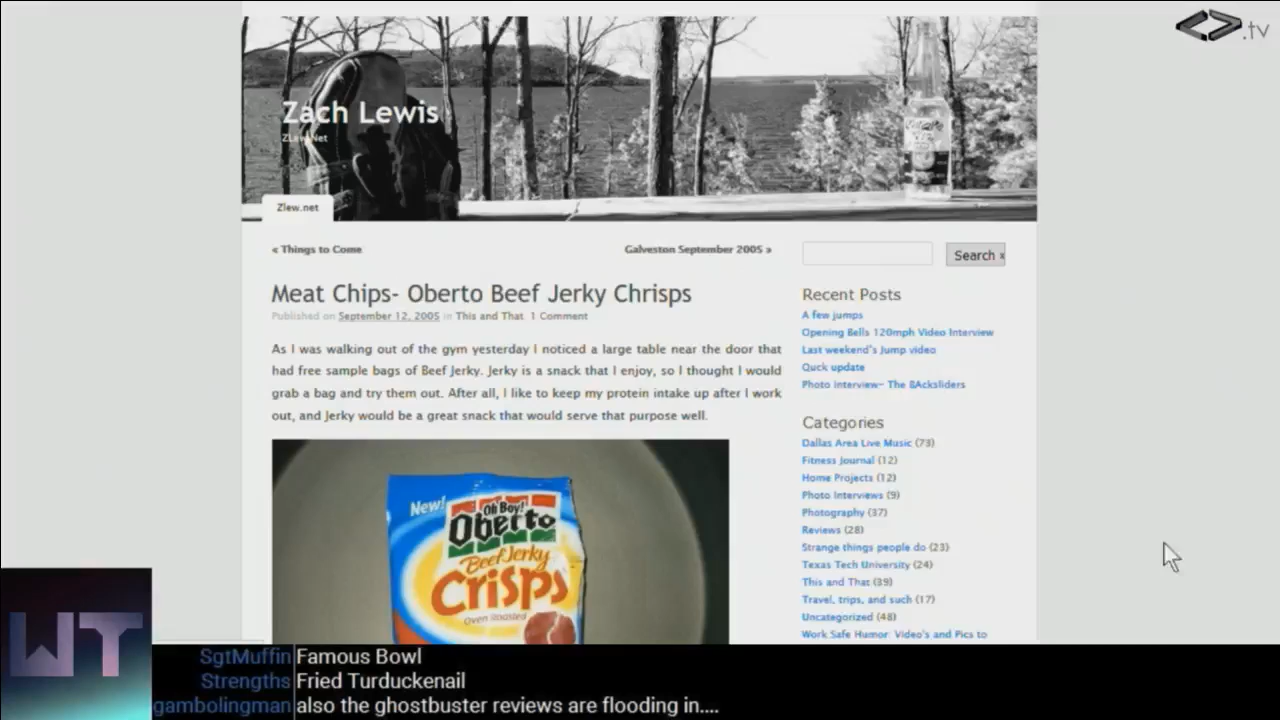 .tv
Zach Lewis
Zlew.Net
Zlew.net
« Things to Come
Galveston September 2005 »
Search »
Meat Chips- Oberto Beef Jerky Chrisps
Published on September 12, 2005 in This and That. 1 Comment
As I was walking out of the gym yesterday I noticed a large table near the door that
had free sample bags of Beef Jerky. Jerky is a snack that I enjoy, so I thought I would
grab a bag and try them out. After all, I like to keep my protein intake up after I work
out, and Jerky would be a great snack that would serve that purpose well.
New!
Oh Boy!
Oberto
Beef Jerky
Crisps
Oven Roasted
Recent Posts
A few jumps
Opening Bells 120mph Video Interview
Last weekend's Jump video
Quck update
Photo Interview- The BAcksliders
Categories
Dallas Area Live Music (73)
Fitness Journal (12)
Home Projects (12)
Photo Interviews (9)
Photography (37)
Reviews (28)
Strange things people do (23)
Texas Tech University (24)
This and That (39)
Travel, trips, and such (17)
Uncategorized (48)
Work Safe Humor: Video's and Pics to
WT
SgtMuffin Famous Bowl
Strengths Fried Turduckenail
gambolingman also the ghostbuster reviews are flooding in....